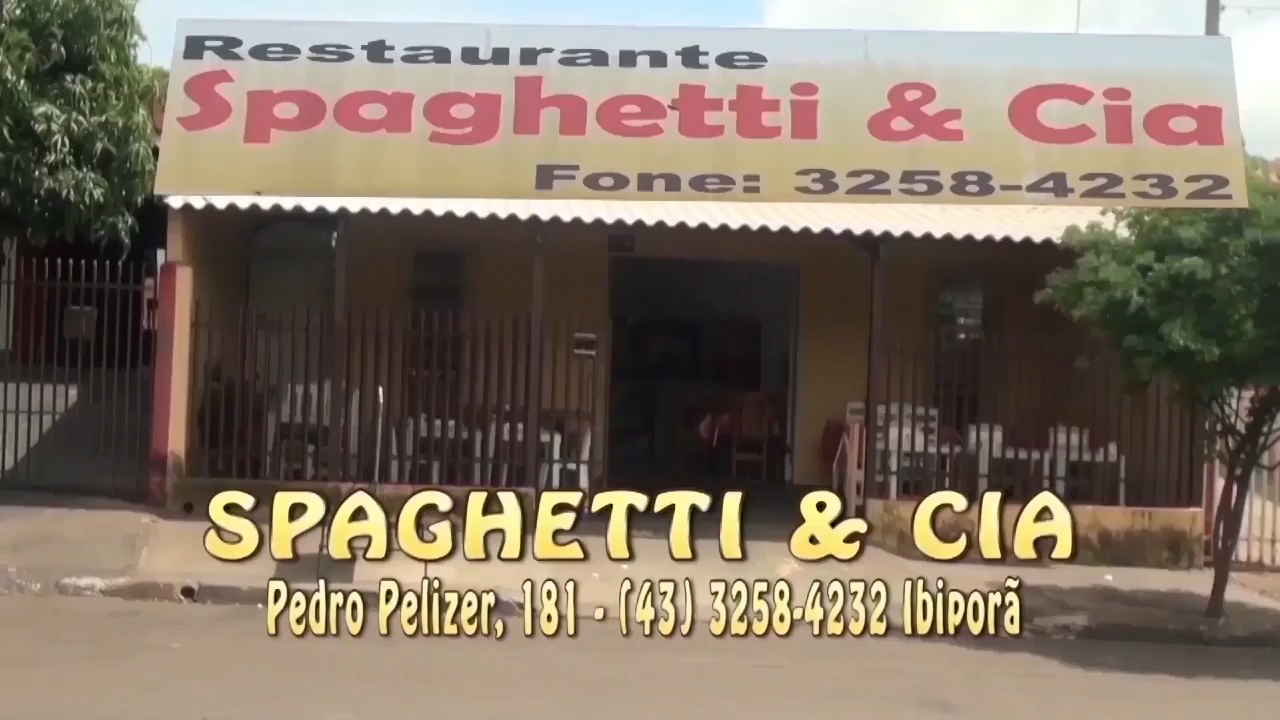 Restaurante
Spaghetti & Cia
Fone: 3258-4232
SPAGHETTI & CIA
Pedro Pelizer, 181 - (43) 3258-4232 Ibiporã